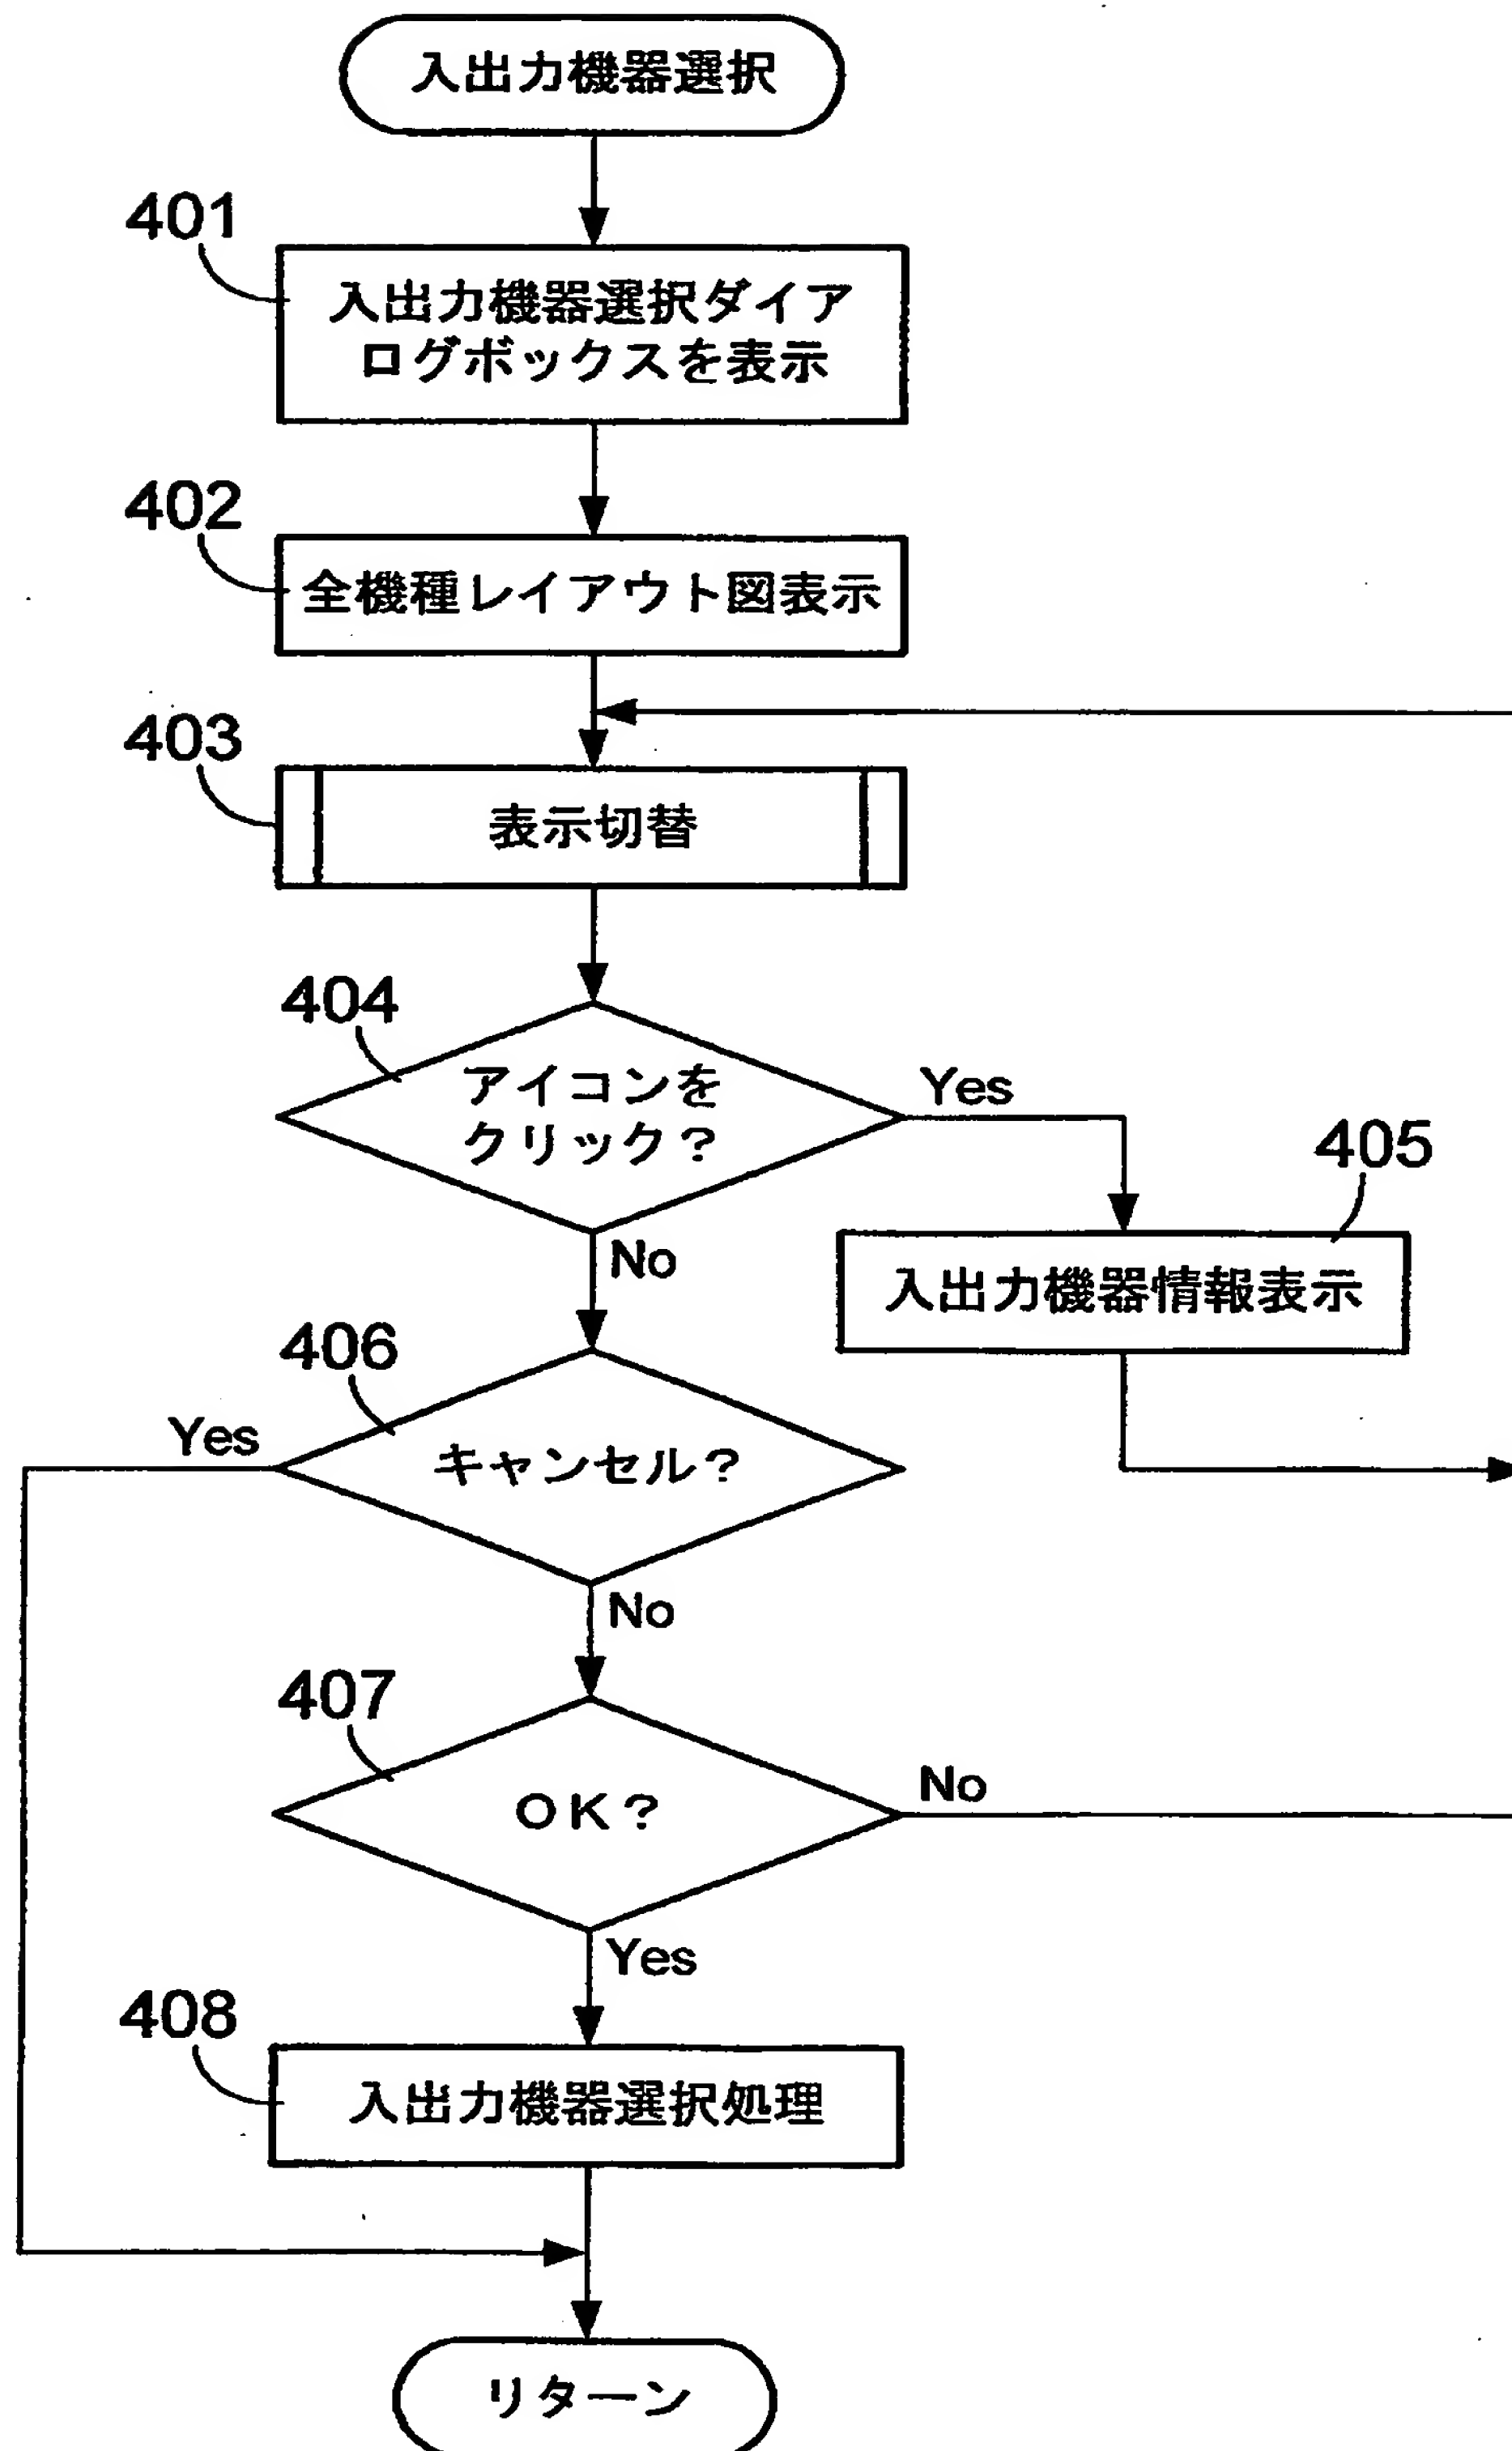 入出力機器選択
401
入出力機器選択ダイア
ログボックスを表示
402
全機種レイアウト図表示
403
表示切替
404
アイコンを
クリック？
Yes
405
No
入出力機器情報表示
406
Yes
キャンセル？
No
407
ＯＫ？
No
Yes
408
入出力機器選択処理
リターン